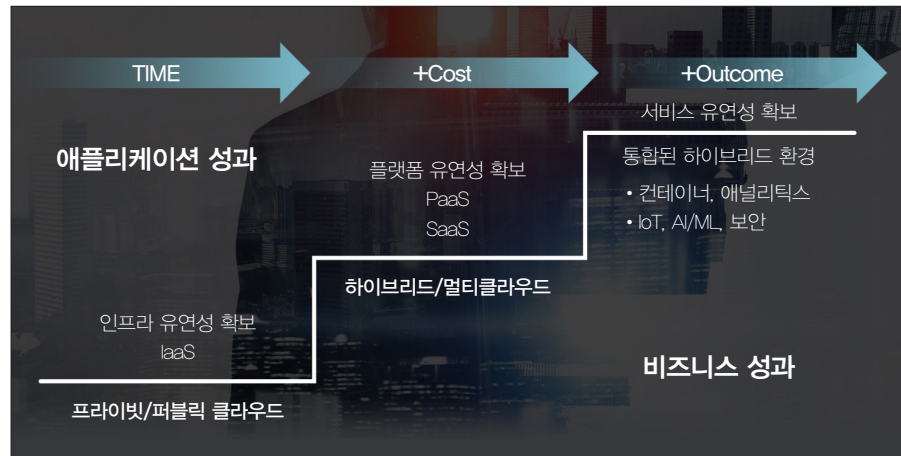 TIME
+Cost
+Outcome
애플리케이션 성과
인프라 유연성 확보
IaaS
프라이빗/퍼블릭 클라우드
플랫폼 유연성 확보
PaaS
SaaS
하이브리드/멀티클라우드
서비스 유연성 확보
통합된 하이브리드 환경
• 컨테이너, 애널리틱스
• IoT, AI/ML, 보안
비즈니스 성과